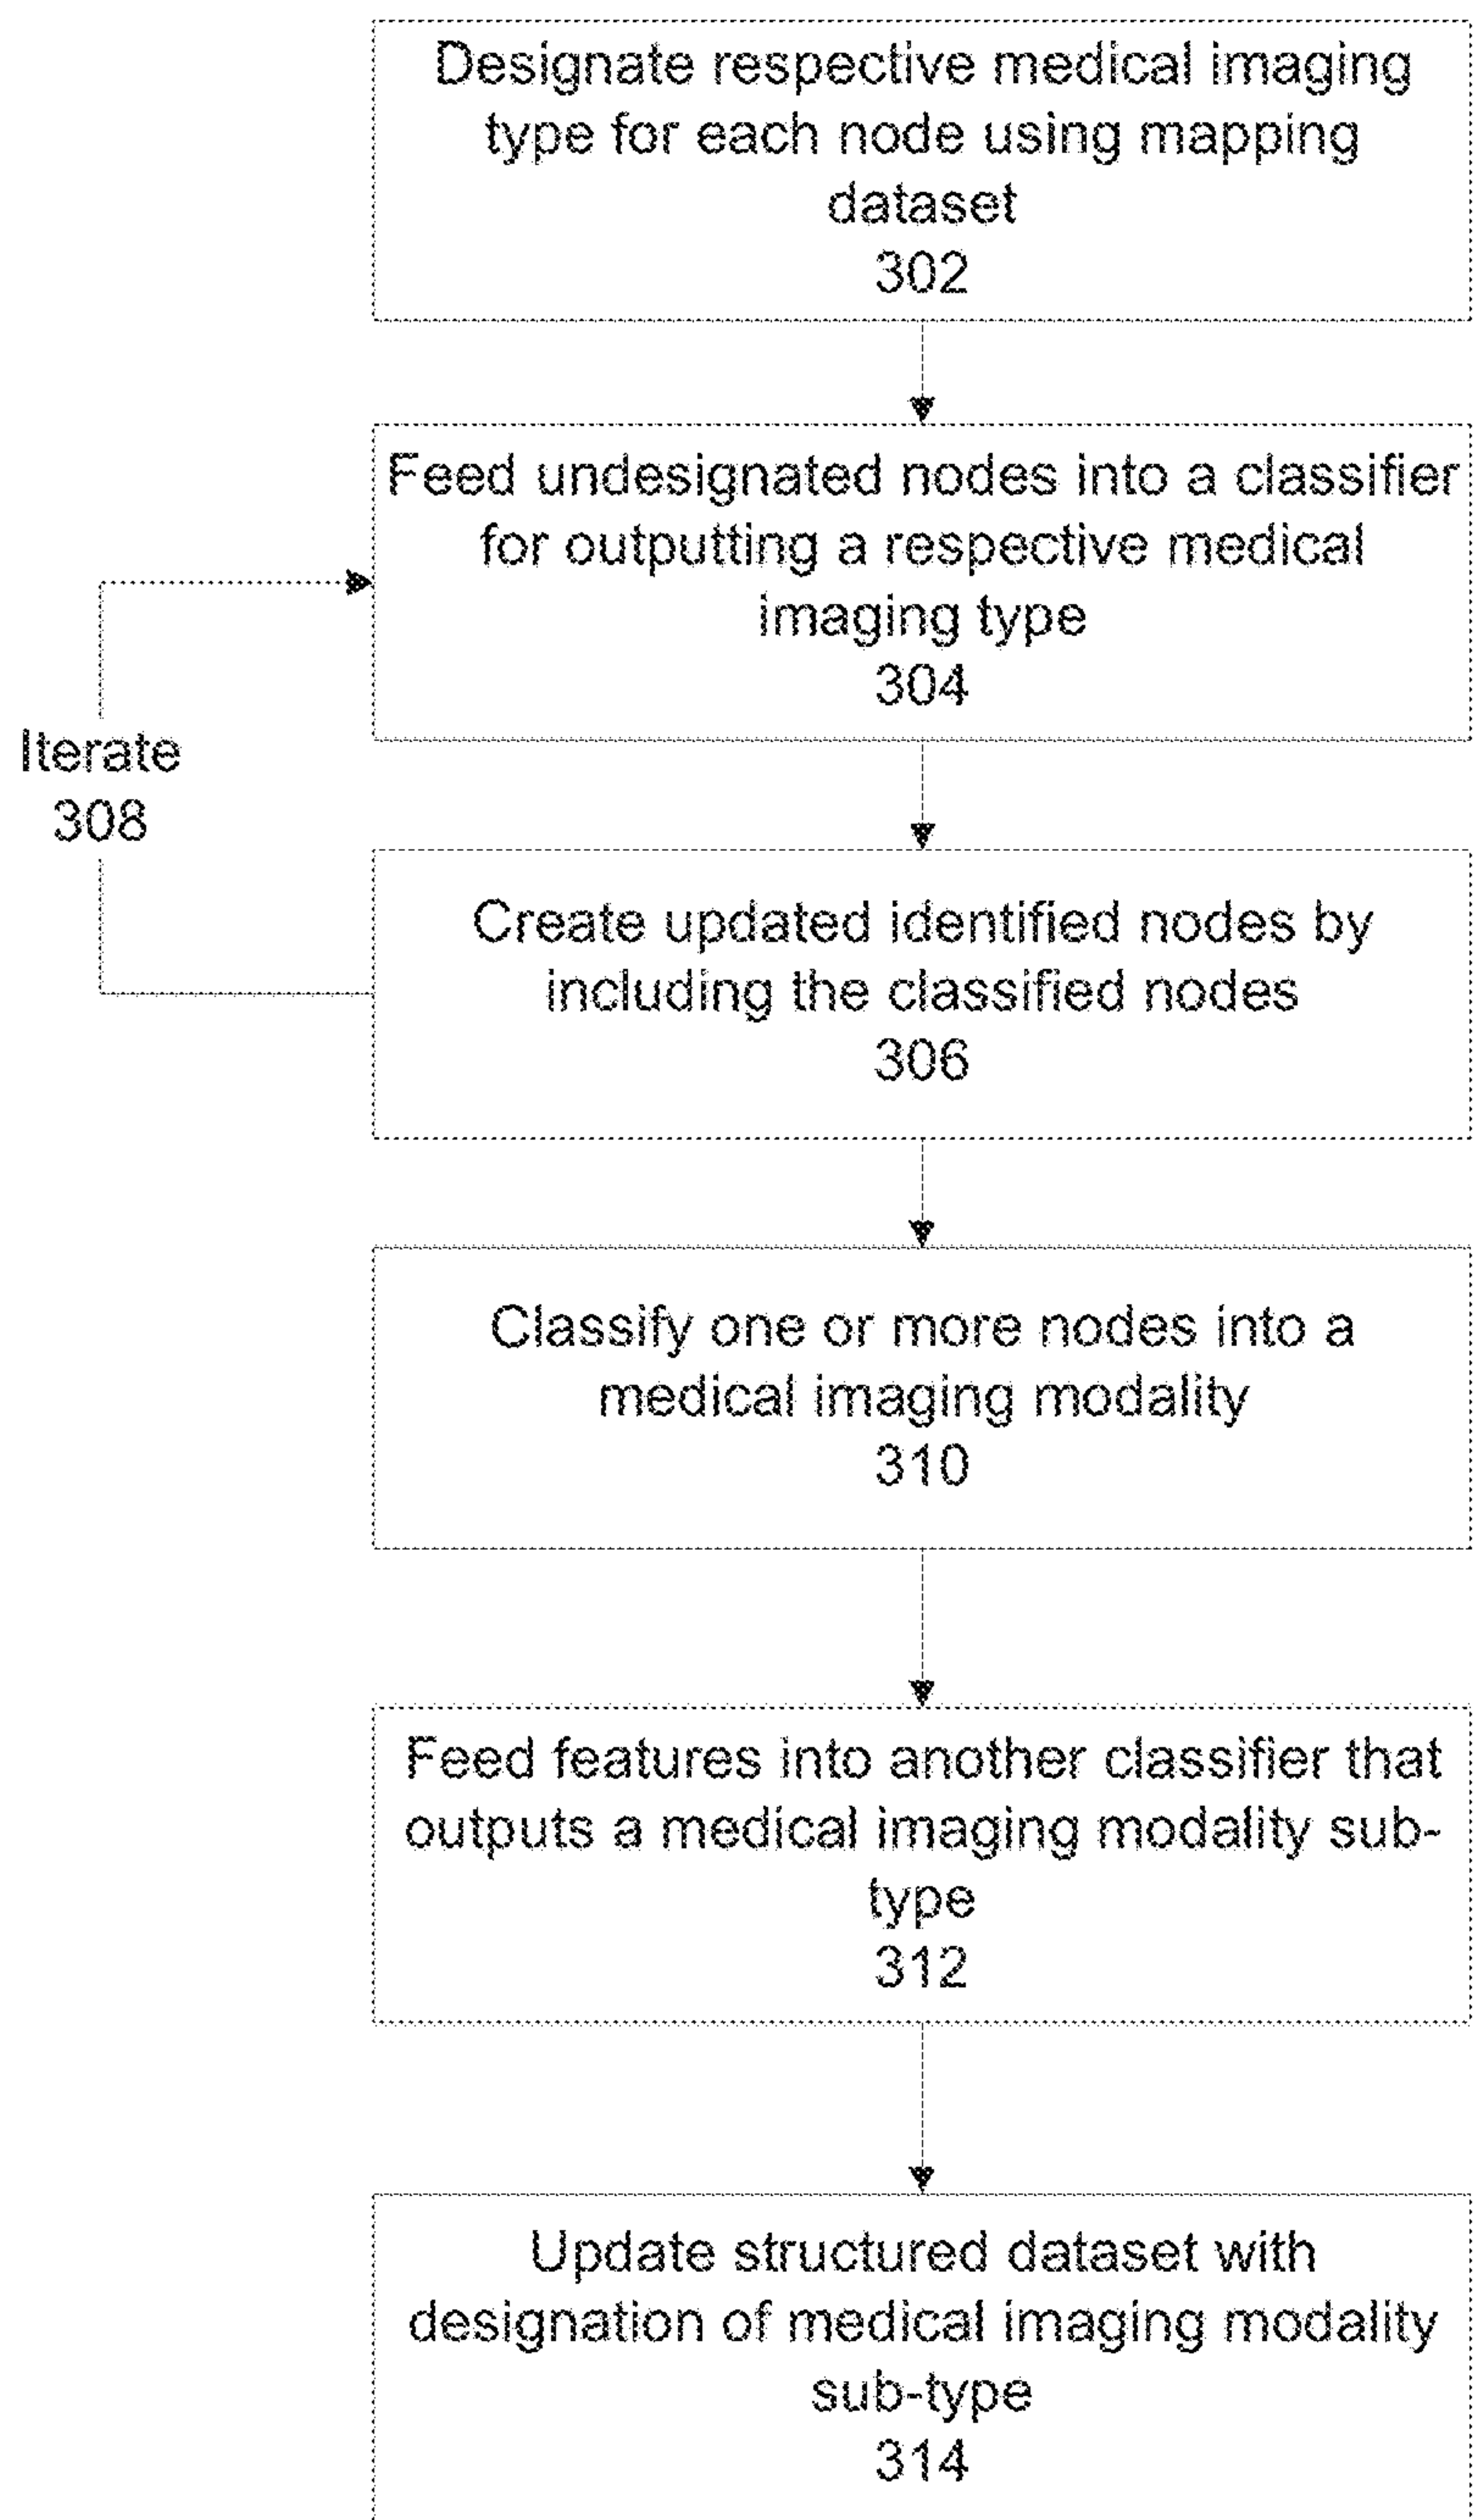 Designate respective medical imaging
type for each node using mapping
dataset
302
Feed undesignated nodes into a classifier
for outputting a respective medical
imaging type
304
Iterate
308
Create updated identified nodes by
including the classified nodes
306
Classify one or more nodes into a
medical imaging modality
310
Feed features into another classifier that
outputs a medical imaging modality sub-
type
312
Update structured dataset with
designation of medical imaging modality
sub-type
314